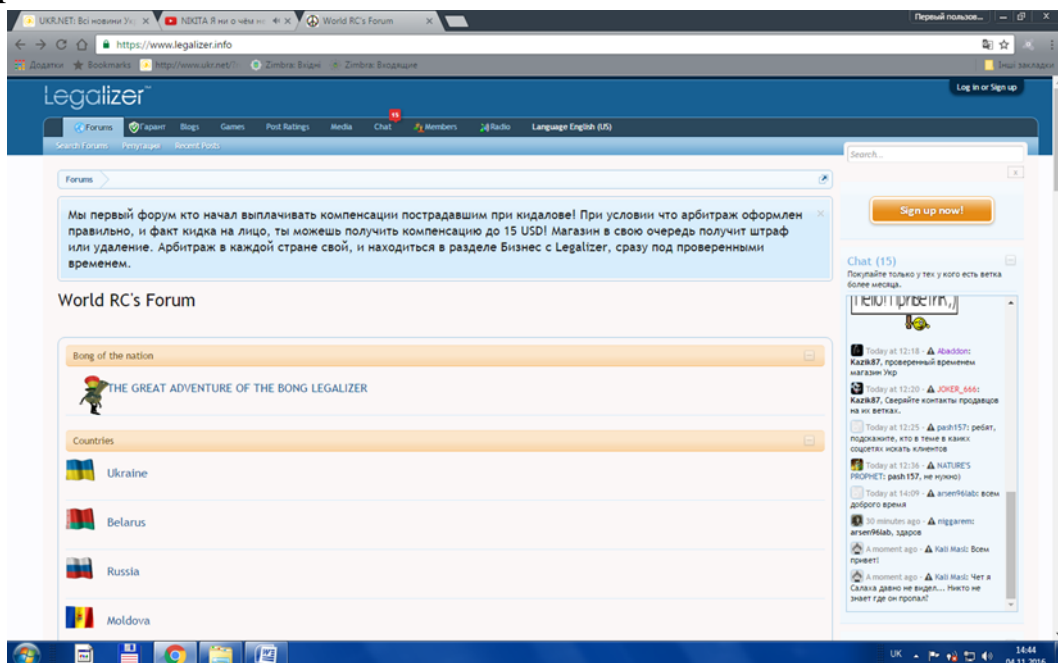 UKR.NET: Всі новини Укр
NIKITA Я ни о чём не
World RC's Forum
Первый пользов...
https://www.legalizer.info
Додатки
Bookmarks
http://www.ukr.net/
Zimbra: Вхідні
Zimbra: Входящие
Інші закладки
Legalizer
Log in or Sign up
15
Forums
Гарант
Blogs
Games
Post Ratings
Media
Chat
Members
Radio
Language English (US)
Search Forums
Репутация
Recent Posts
Search...
Forums
Мы первый форум кто начал выплачивать компенсации пострадавшим при кидалове! При условии что арбитраж оформлен
правильно, и факт кидка на лицо, ты можешь получить компенсацию до 15 USD! Магазин в свою очередь получит штраф
или удаление. Арбитраж в каждой стране свой, и находиться в разделе Бизнес с Legalizer, сразу под проверенными
временем.
World RC's Forum
Bong of the nation
THE GREAT ADVENTURE OF THE BONG LEGALIZER
Countries
Ukraine
Belarus
Russia
Moldova
Sign up now!
Chat (15)
Покупайте только у тех у кого есть ветка
более месяца.
Today at 12:18 - Abaddon:
Kazik87, проверенный временем
магазин Укр
Today at 12:20 - JOKER_666:
Kazik87, Сверяйте контакты продавцов
на их ветках.
Today at 12:25 - pash157: ребят,
подскажите, кто в теме в каикх
соцсетях искать клиентов
Today at 12:36 - NATURE'S
PROPHET: pash157, не нужно)
Today at 14:09 - arsen96lab: всем
доброго время
30 minutes ago - niggarem:
arsen96lab, здаров
A moment ago - Kali Masl: Всем
привет!
A moment ago - Kali Masl: Чет я
Салаха давно не видел... Никто не
знает где он пропал?
UK
14:44
04.11.2016